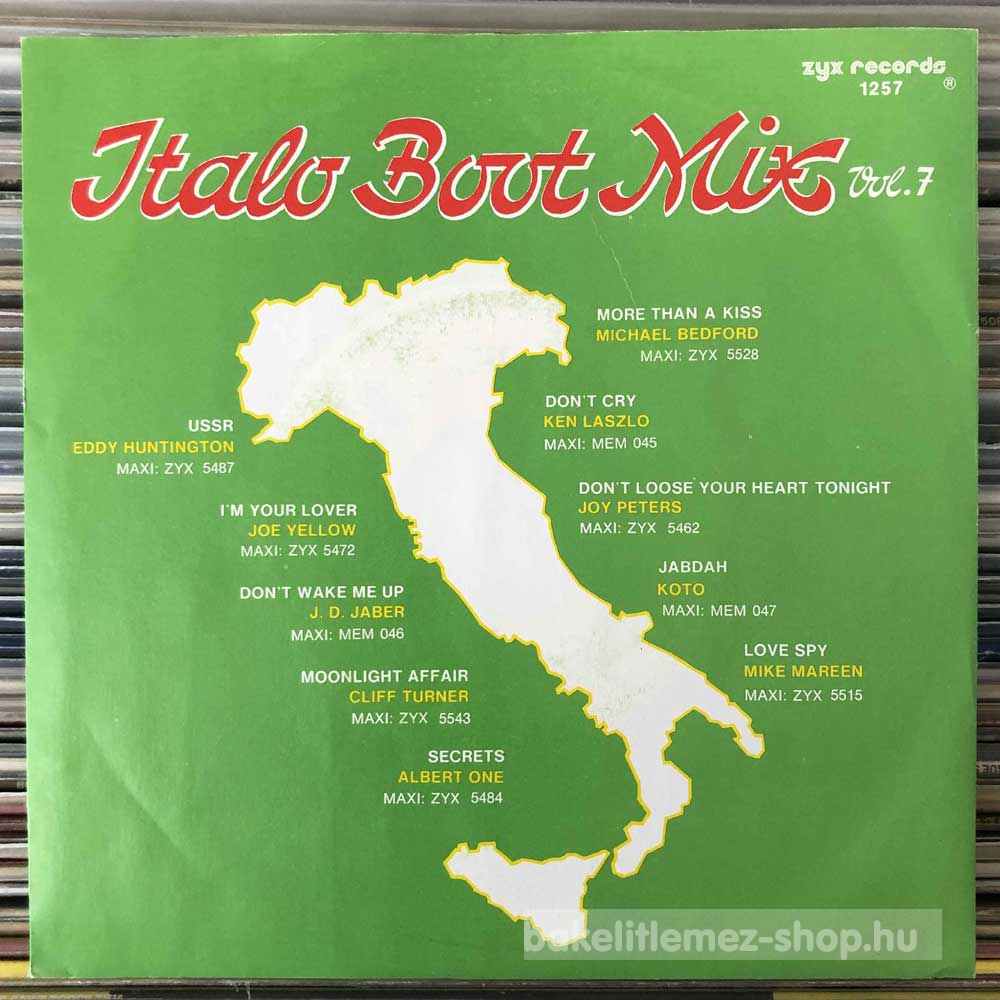 zyx records
1257 ®
Italo Boot Mix Vol. 7
MORE THAN A KISS
MICHAEL BEDFORD
MAXI: ZYX 5528
DON'T CRY
KEN LASZLO
MAXI: MEM 045
USSR
EDDY HUNTINGTON
MAXI: ZYX 5487
DON'T LOOSE YOUR HEART TONIGHT
JOY PETERS
MAXI: ZYX 5462
I'M YOUR LOVER
JOE YELLOW
MAXI: ZYX 5472
JABDAH
KOTO
MAXI: MEM 047
DON'T WAKE ME UP
J. D. JABER
MAXI: MEM 046
LOVE SPY
MIKE MAREEN
MAXI: ZYX 5515
MOONLIGHT AFFAIR
CLIFF TURNER
MAXI: ZYX 5543
SECRETS
ALBERT ONE
MAXI: ZYX 5484
bakelitlemez-shop.hu